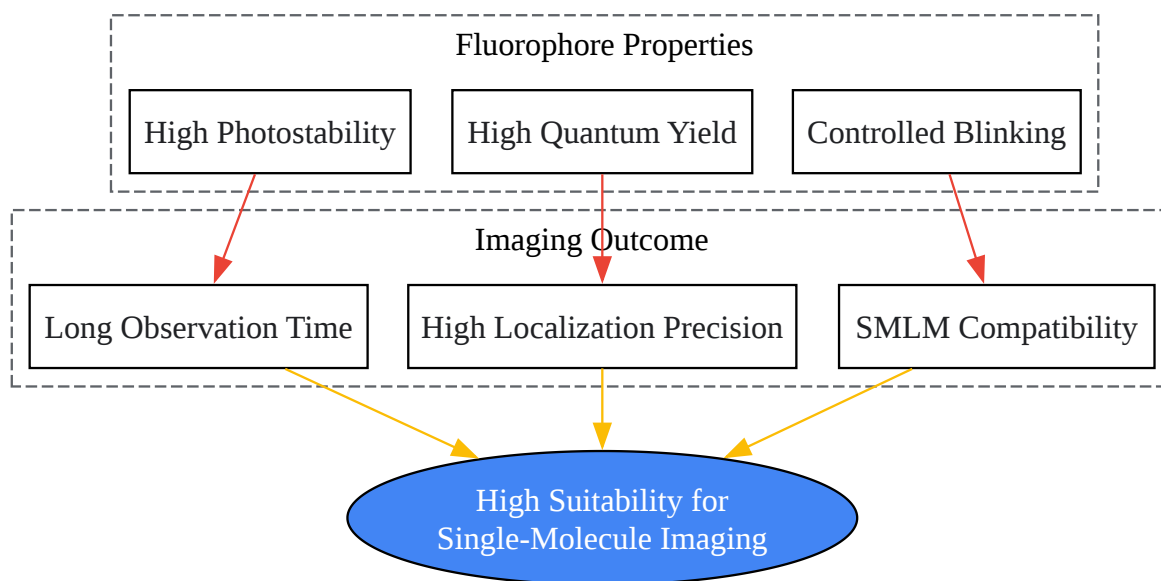 Fluorophore Properties
High Photostability
High Quantum Yield
Controlled Blinking
Imaging Outcome
Long Observation Time
High Localization Precision
SMLM Compatibility
High Suitability for
Single-Molecule Imaging